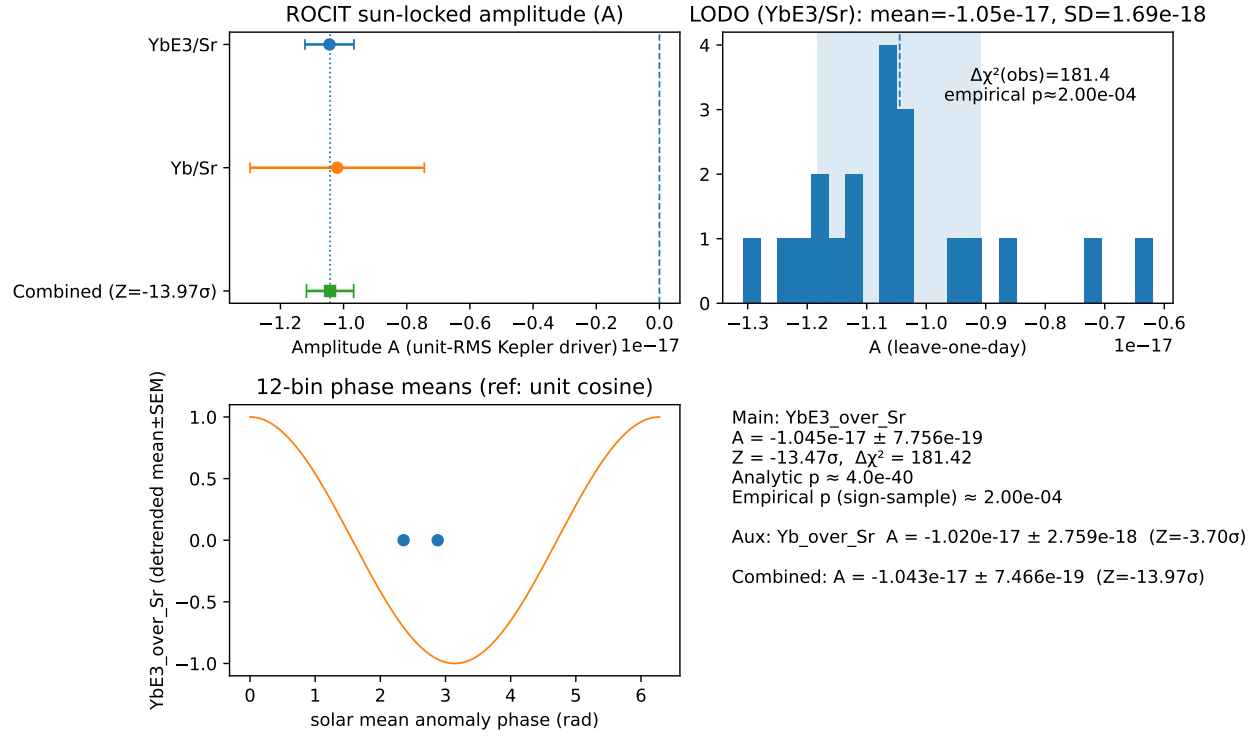 ROCIT sun-locked amplitude (A)
YbE3/Sr
Yb/Sr
Combined (Z=-13.97σ)
−1.2 −1.0 −0.8 −0.6 −0.4 −0.2 0.0
1e−17
Amplitude A (unit-RMS Kepler driver)
LODO (YbE3/Sr): mean=-1.05e-17, SD=1.69e-18
Δχ²(obs)=181.4
empirical p≈2.00e-04
4
3
2
1
0
−1.3 −1.2 −1.1 −1.0 −0.9 −0.8 −0.7 −0.6
1e−17
A (leave-one-day)
12-bin phase means (ref: unit cosine)
YbE3_over_Sr (detrended mean±SEM)
1.0
0.5
0.0
−0.5
−1.0
0 1 2 3 4 5 6
solar mean anomaly phase (rad)
Main: YbE3_over_Sr
A = -1.045e-17 ± 7.756e-19
Z = -13.47σ, Δχ² = 181.42
Analytic p ≈ 4.0e-40
Empirical p (sign-sample) ≈ 2.00e-04
Aux: Yb_over_Sr A = -1.020e-17 ± 2.759e-18 (Z=-3.70σ)
Combined: A = -1.043e-17 ± 7.466e-19 (Z=-13.97σ)